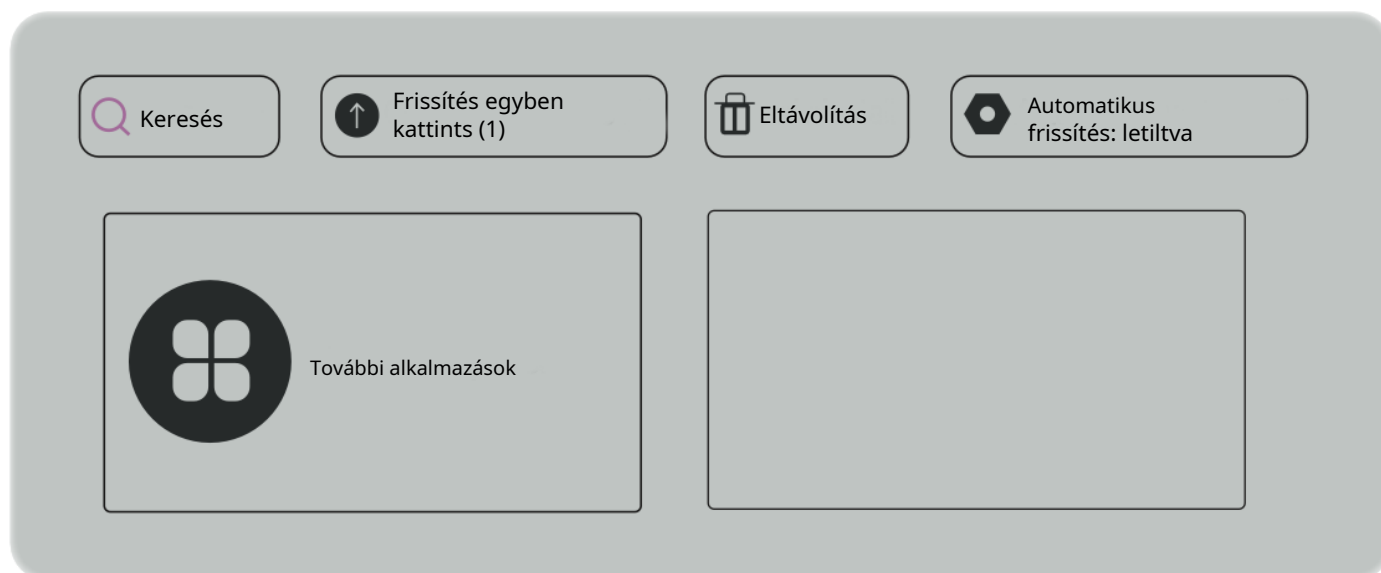 Keresés
Frissítés egyben
kattints (1)
Eltávolítás
Automatikus
frissítés: letiltva
További alkalmazások